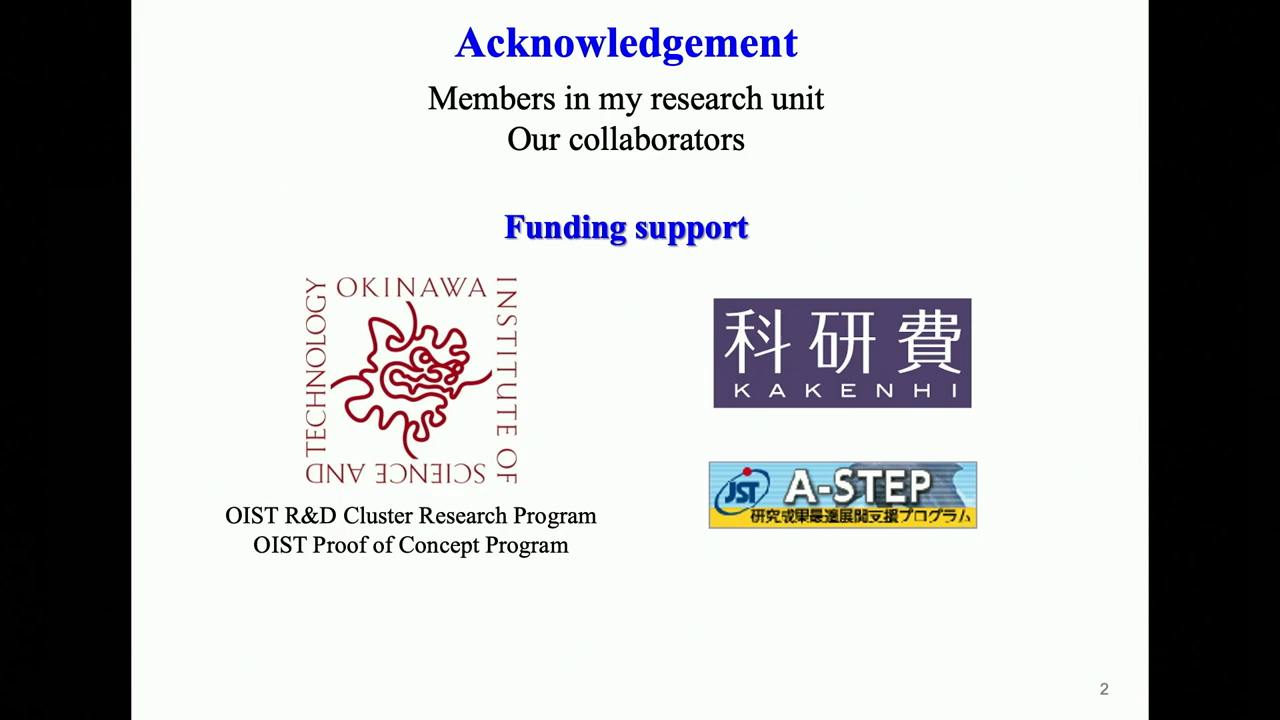 Acknowledgement
Members in my research unit
Our collaborators
Funding support
OKINAWA
INSTITUTE OF
SCIENCE AND
TECHNOLOGY
OIST R&D Cluster Research Program
OIST Proof of Concept Program
科研費
KAKENHI
JST A-STEP
研究成果最適展開支援プログラム
2